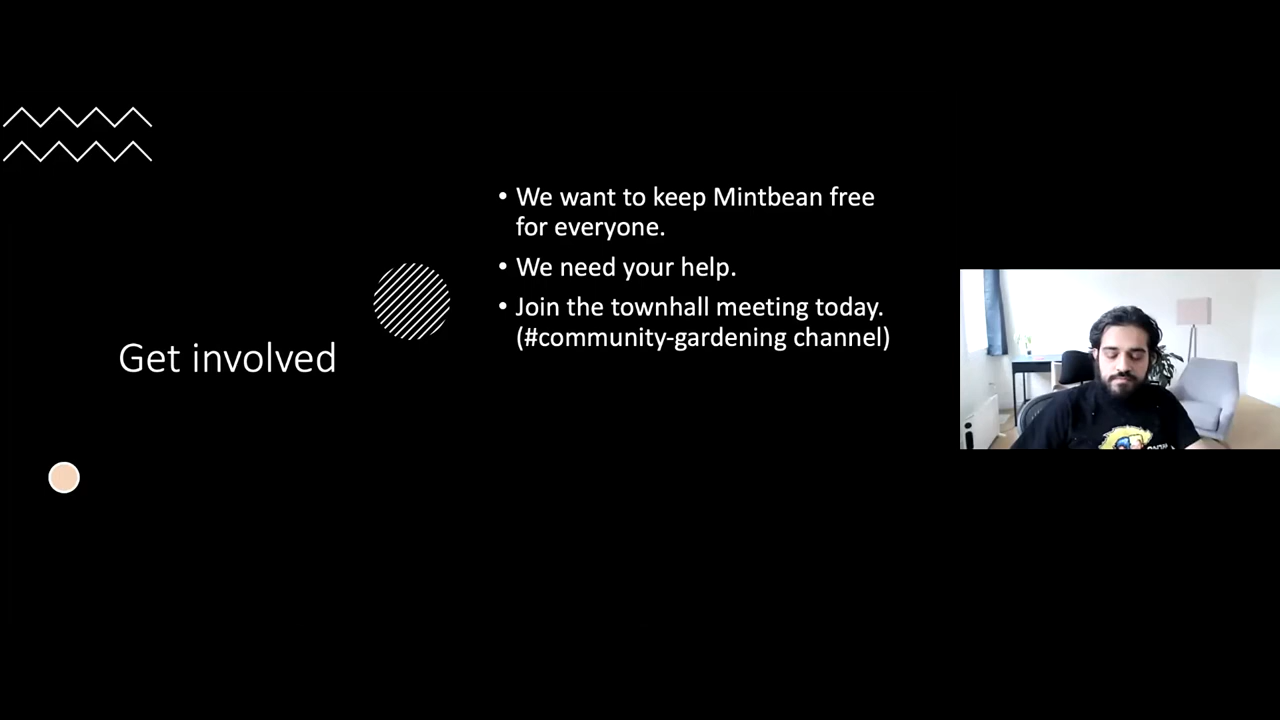 Get involved
• We want to keep Mintbean free
for everyone.
• We need your help.
• Join the townhall meeting today.
(#community-gardening channel)